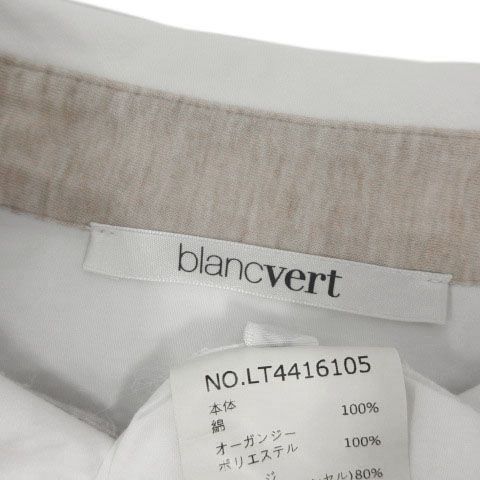 blancvert
NO.LT4416105
本体
綿 100%
オーガンジー
ポリエステル 100%
セル)80%